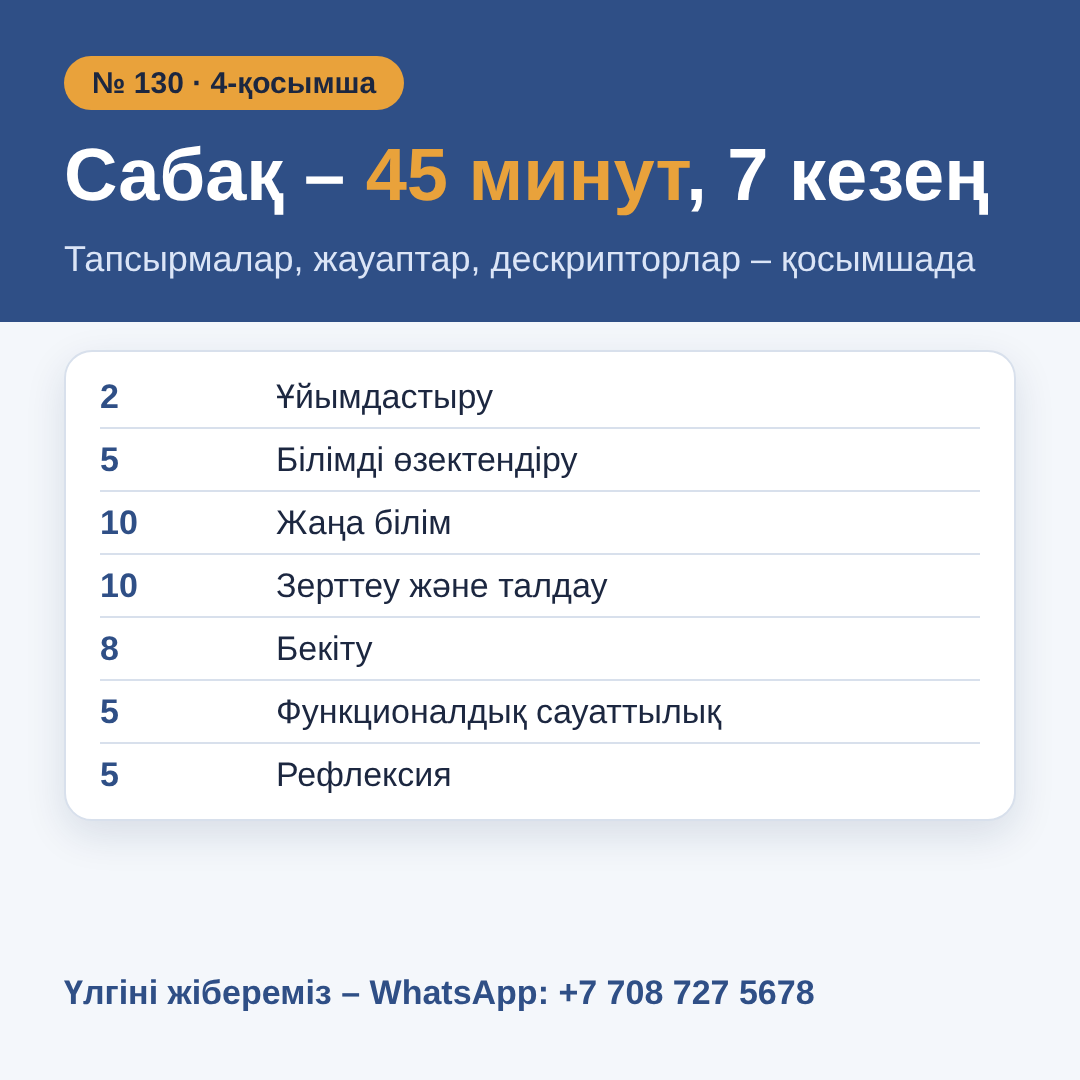 № 130 · 4-қосымша
Сабақ – 45 минут, 7 кезең
Тапсырмалар, жауаптар, дескрипторлар – қосымшада
2 Ұйымдастыру
5 Білімді өзектендіру
10 Жаңа білім
10 Зерттеу және талдау
8 Бекіту
5 Функционалдық сауаттылық
5 Рефлексия
Үлгіні жібереміз – WhatsApp: +7 708 727 5678